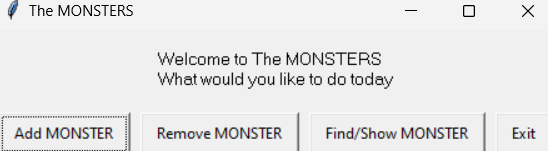 The MONSTERS
Welcome to The MONSTERS
What would you like to do today
Add MONSTER Remove MONSTER Find/Show MONSTER Exit